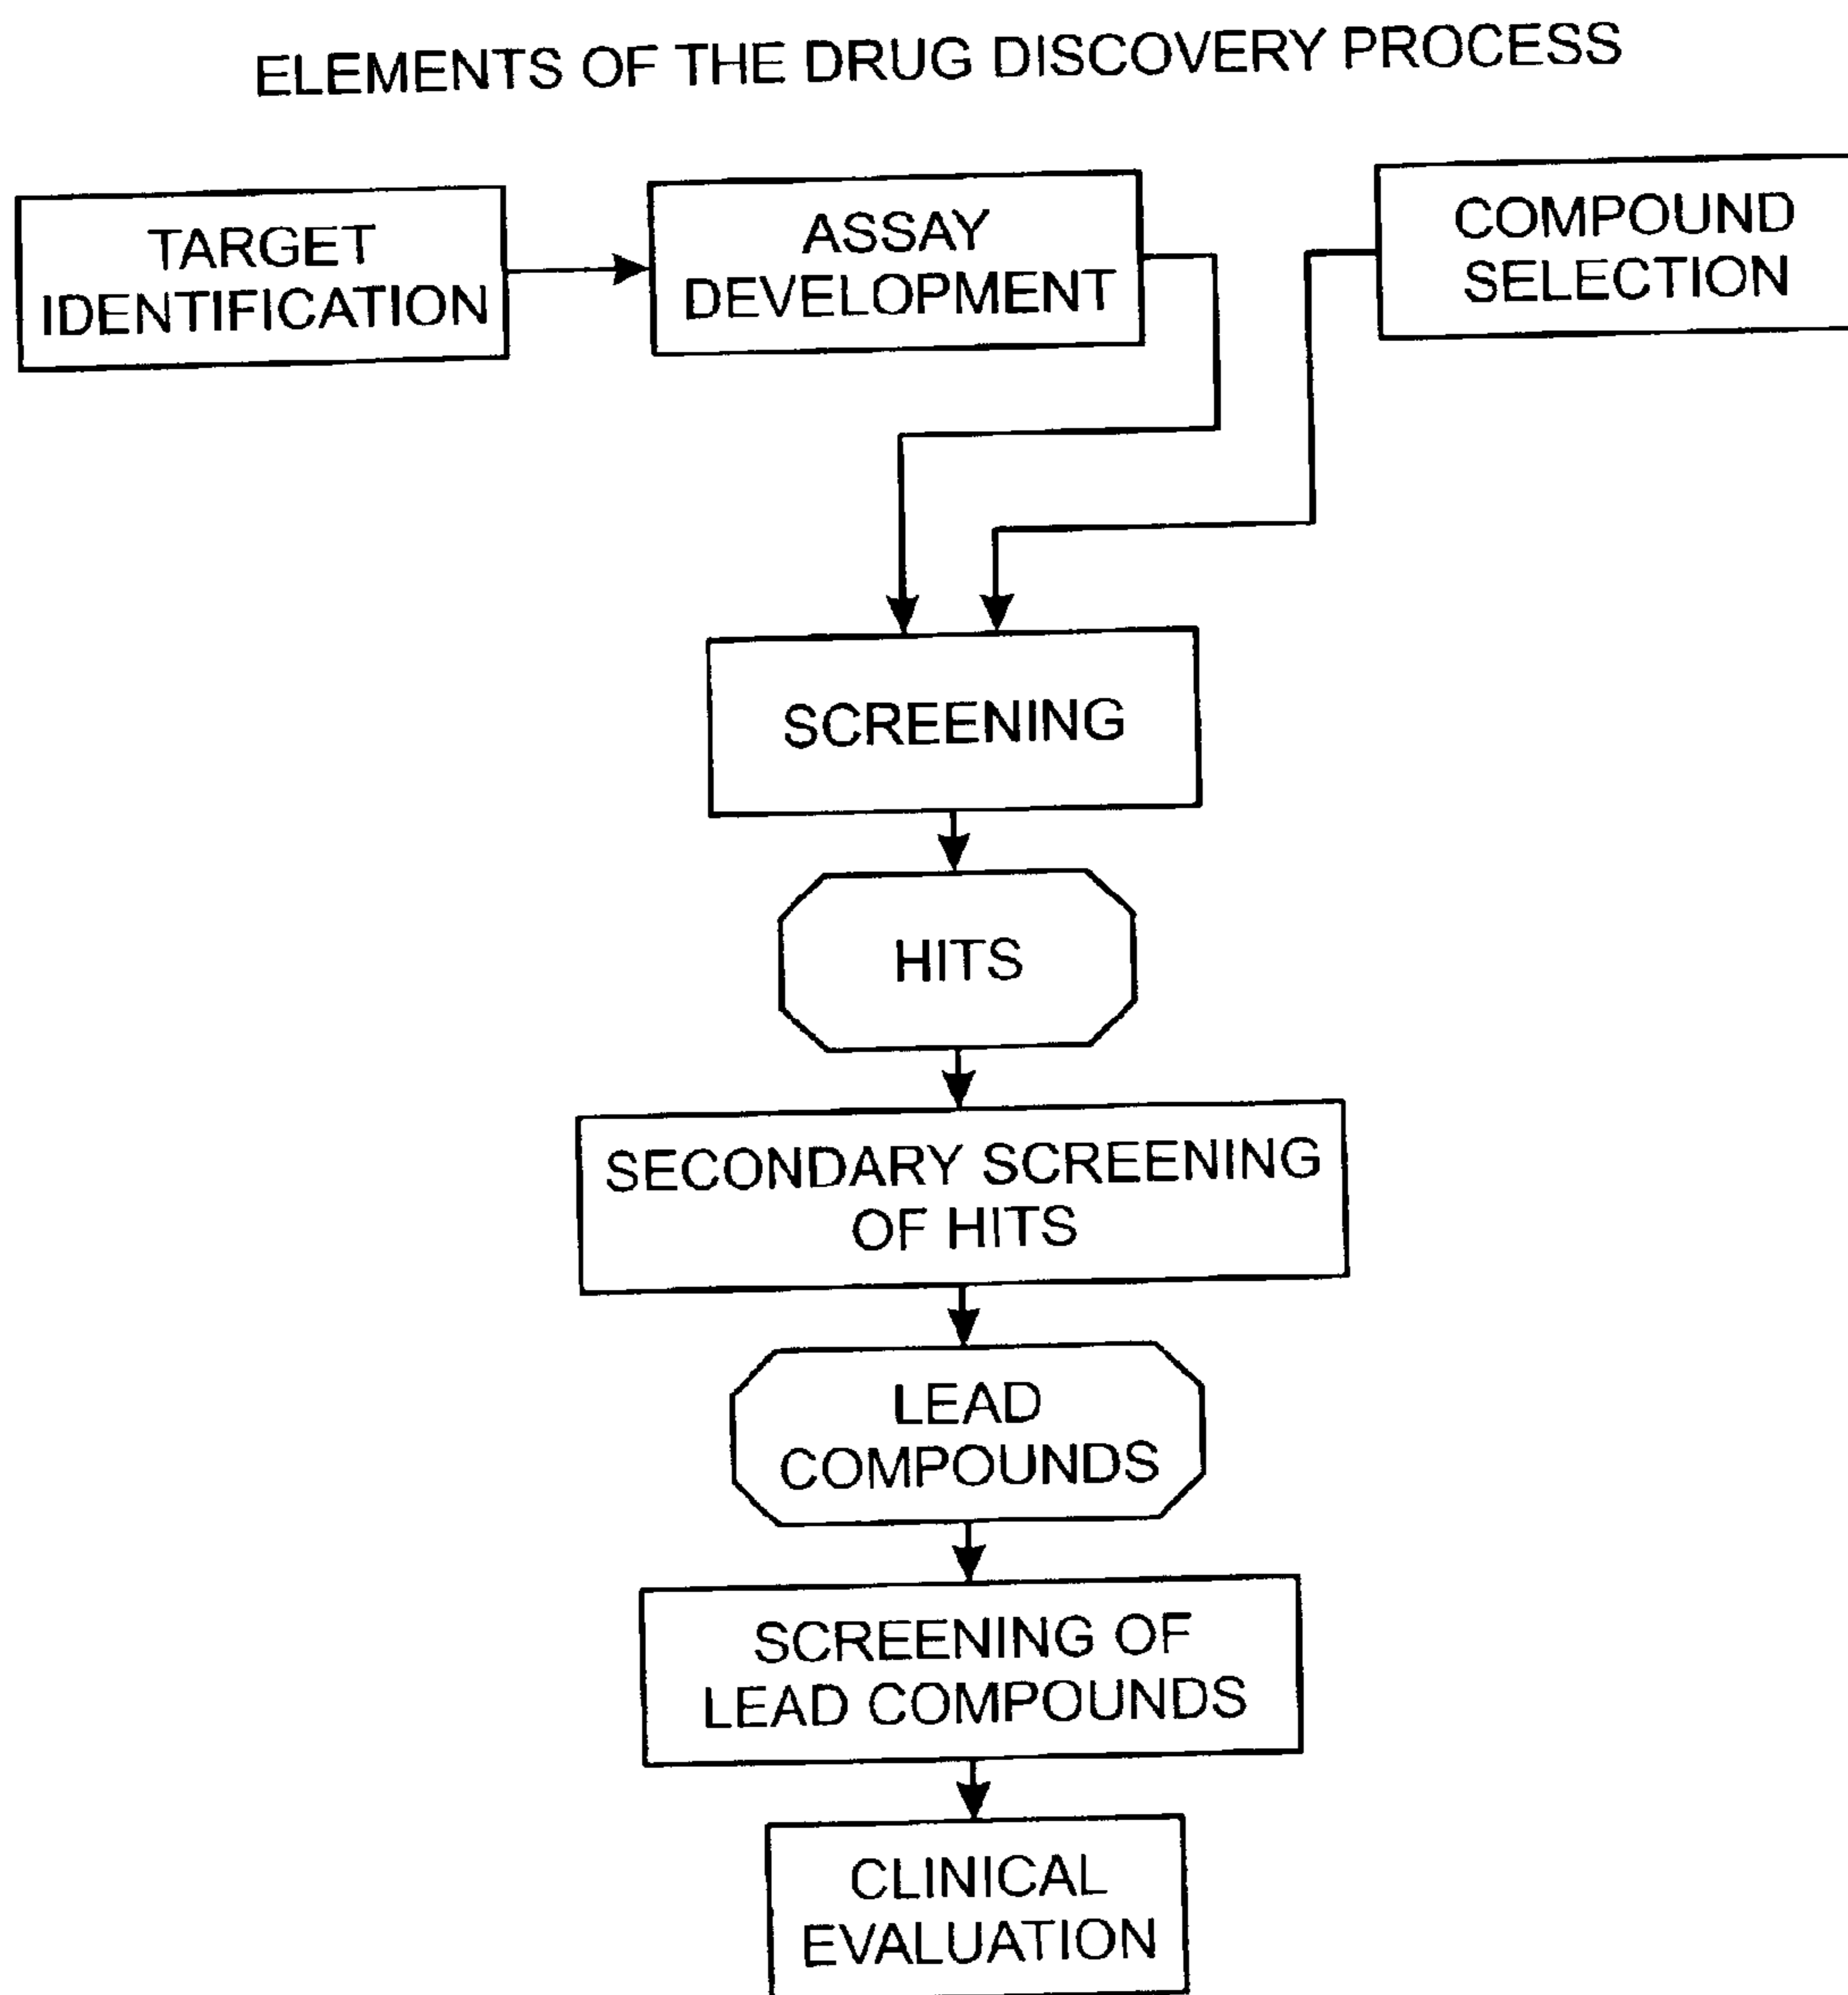 ELEMENTS OF THE DRUG DISCOVERY PROCESS
TARGET
IDENTIFICATION
ASSAY
DEVELOPMENT
COMPOUND
SELECTION
SCREENING
HITS
SECONDARY SCREENING
OF HITS
LEAD
COMPOUNDS
SCREENING OF
LEAD COMPOUNDS
CLINICAL
EVALUATION